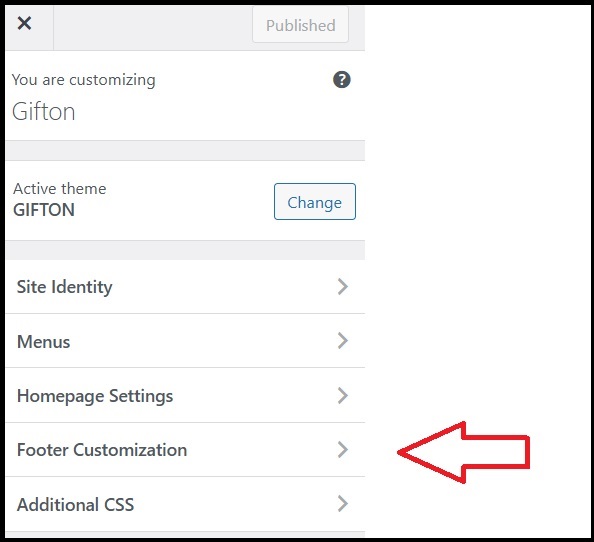 Published
You are customizing
Gifton
Active theme
GIFTON
Change
Site Identity
Menus
Homepage Settings
Footer Customization
Additional CSS